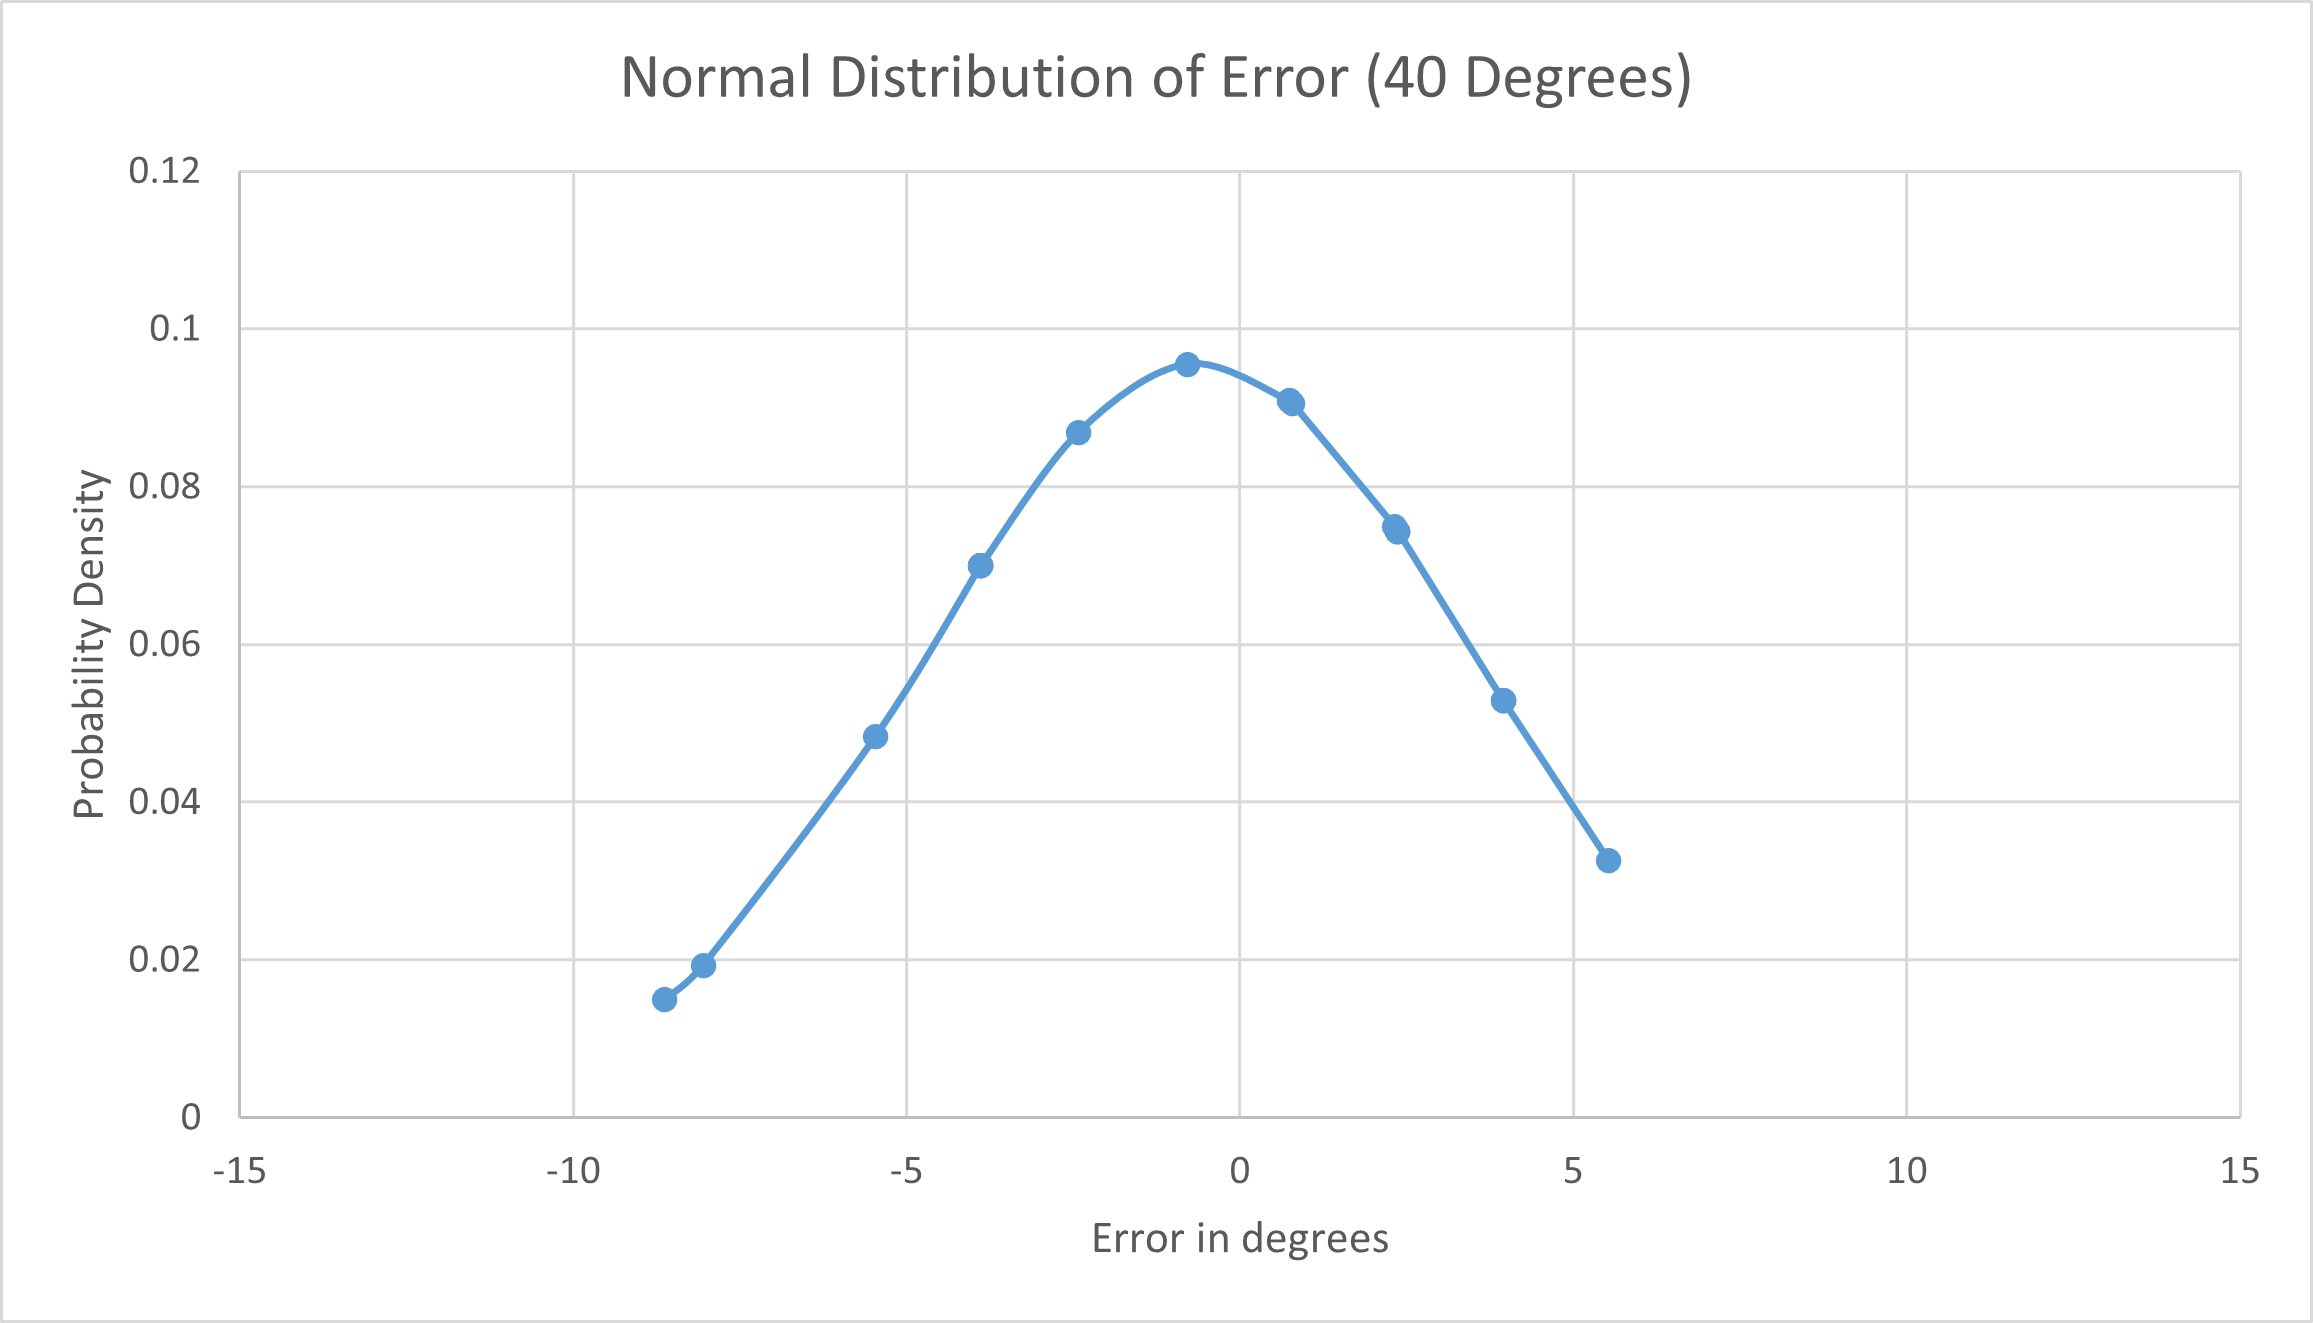 Normal Distribution of Error (40 Degrees)
0.12
0.1
0.08
0.06
0.04
0.02
0
Probability Density
-15 -10 -5 0 5 10 15
Error in degrees